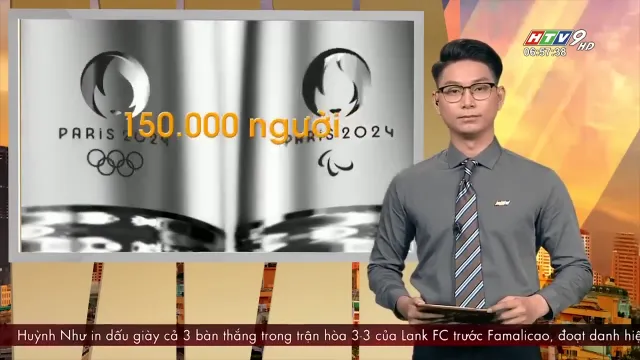 HTV9 HD
06:57:38
150.000 người
PARIS 2024
PARIS 2024
HTV
Huỳnh Như in dấu giày cả 3 bàn thắng trong trận hòa 3-3 của Lank FC trước Famalicao, đoạt danh hiệ